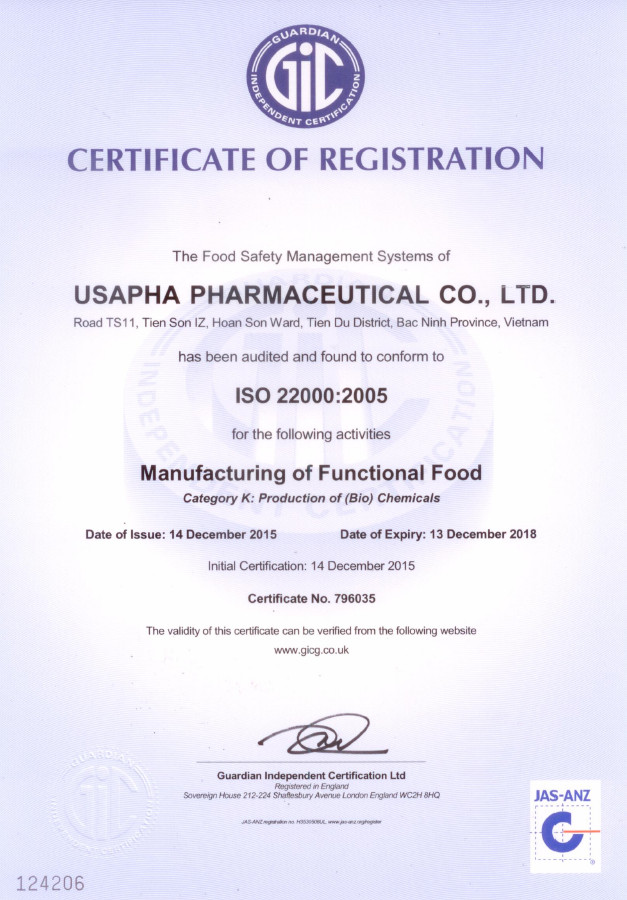 GUARDIAN
GIC
INDEPENDENT CERTIFICATION
CERTIFICATE OF REGISTRATION
The Food Safety Management Systems of
USAPHA PHARMACEUTICAL CO., LTD.
Road TS11, Tien Son IZ, Hoan Son Ward, Tien Du District, Bac Ninh Province, Vietnam
has been audited and found to conform to
ISO 22000:2005
for the following activities
Manufacturing of Functional Food
Category K: Production of (Bio) Chemicals
Date of Issue: 14 December 2015 Date of Expiry: 13 December 2018
Initial Certification: 14 December 2015
Certificate No. 796035
The validity of this certificate can be verified from the following website
www.gicg.co.uk
Guardian Independent Certification Ltd
Registered in England
Sovereign House 212-224 Shaftesbury Avenue London England WC2H 8HQ
JAS-ANZ registration no. www.jas-anz.org/register
GUARDIAN
GIC
INDEPENDENT CERTIFICATION
JAS-ANZ
C
®
124206